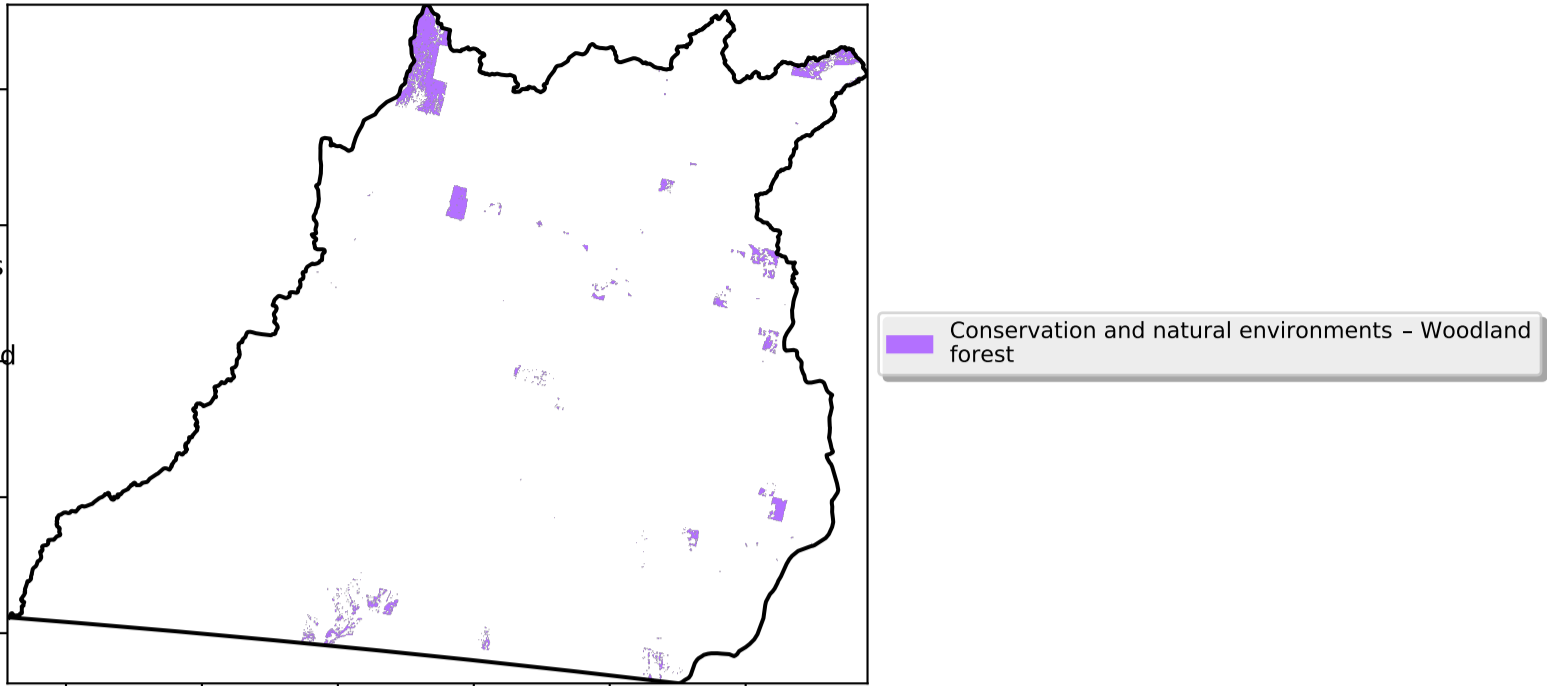 Conservation and natural environments – Woodland
forest
d